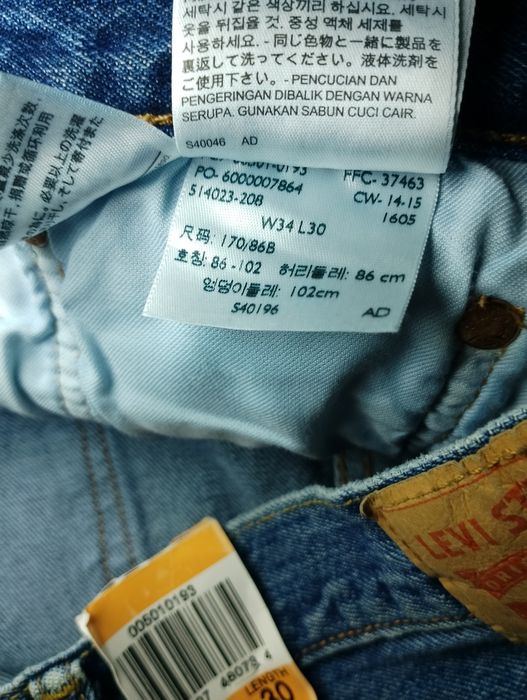 세탁시 같은 색상끼리 하십시요. 세탁시
옷을 뒤집을 것. 중성 액체 세제를
사용하세요. - 同じ色物と一緒に製品を
裏返して洗ってください。液体洗剤を
ご使用下さい。- PENCUCIAN DAN
PENGERINGAN DIBALIK DENGAN WARNA
SERUPA. GUNAKAN SABUN CUCI CAIR.
S40046 AD
00501-0193 FFC- 37463
PO- 6000007864 CW- 14-15
514023-208 1605
W34 L30
尺码: 170/86B
호칭: 86 -102 허리둘레: 86 cm
엉덩이둘레: 102cm
S40196 AD
LEVI ST
005010193
LENGTH
30